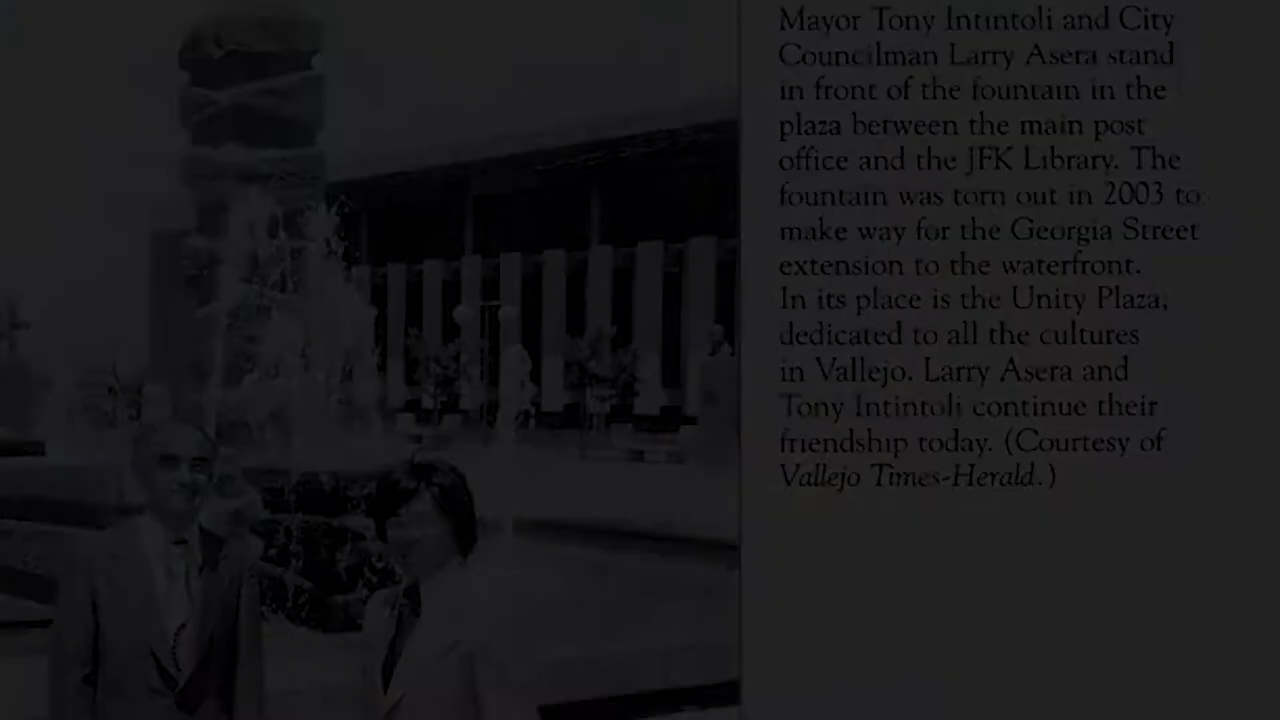 Mayor Tony Intintoli and City
Councilman Larry Asera stand
in front of the fountain in the
plaza between the main post
office and the JFK Library. The
fountain was torn out in 2003 to
make way for the Georgia Street
extension to the waterfront.
In its place is the Unity Plaza,
dedicated to all the cultures
in Vallejo. Larry Asera and
Tony Intintoli continue their
friendship today. (Courtesy of
Vallejo Times-Herald.)